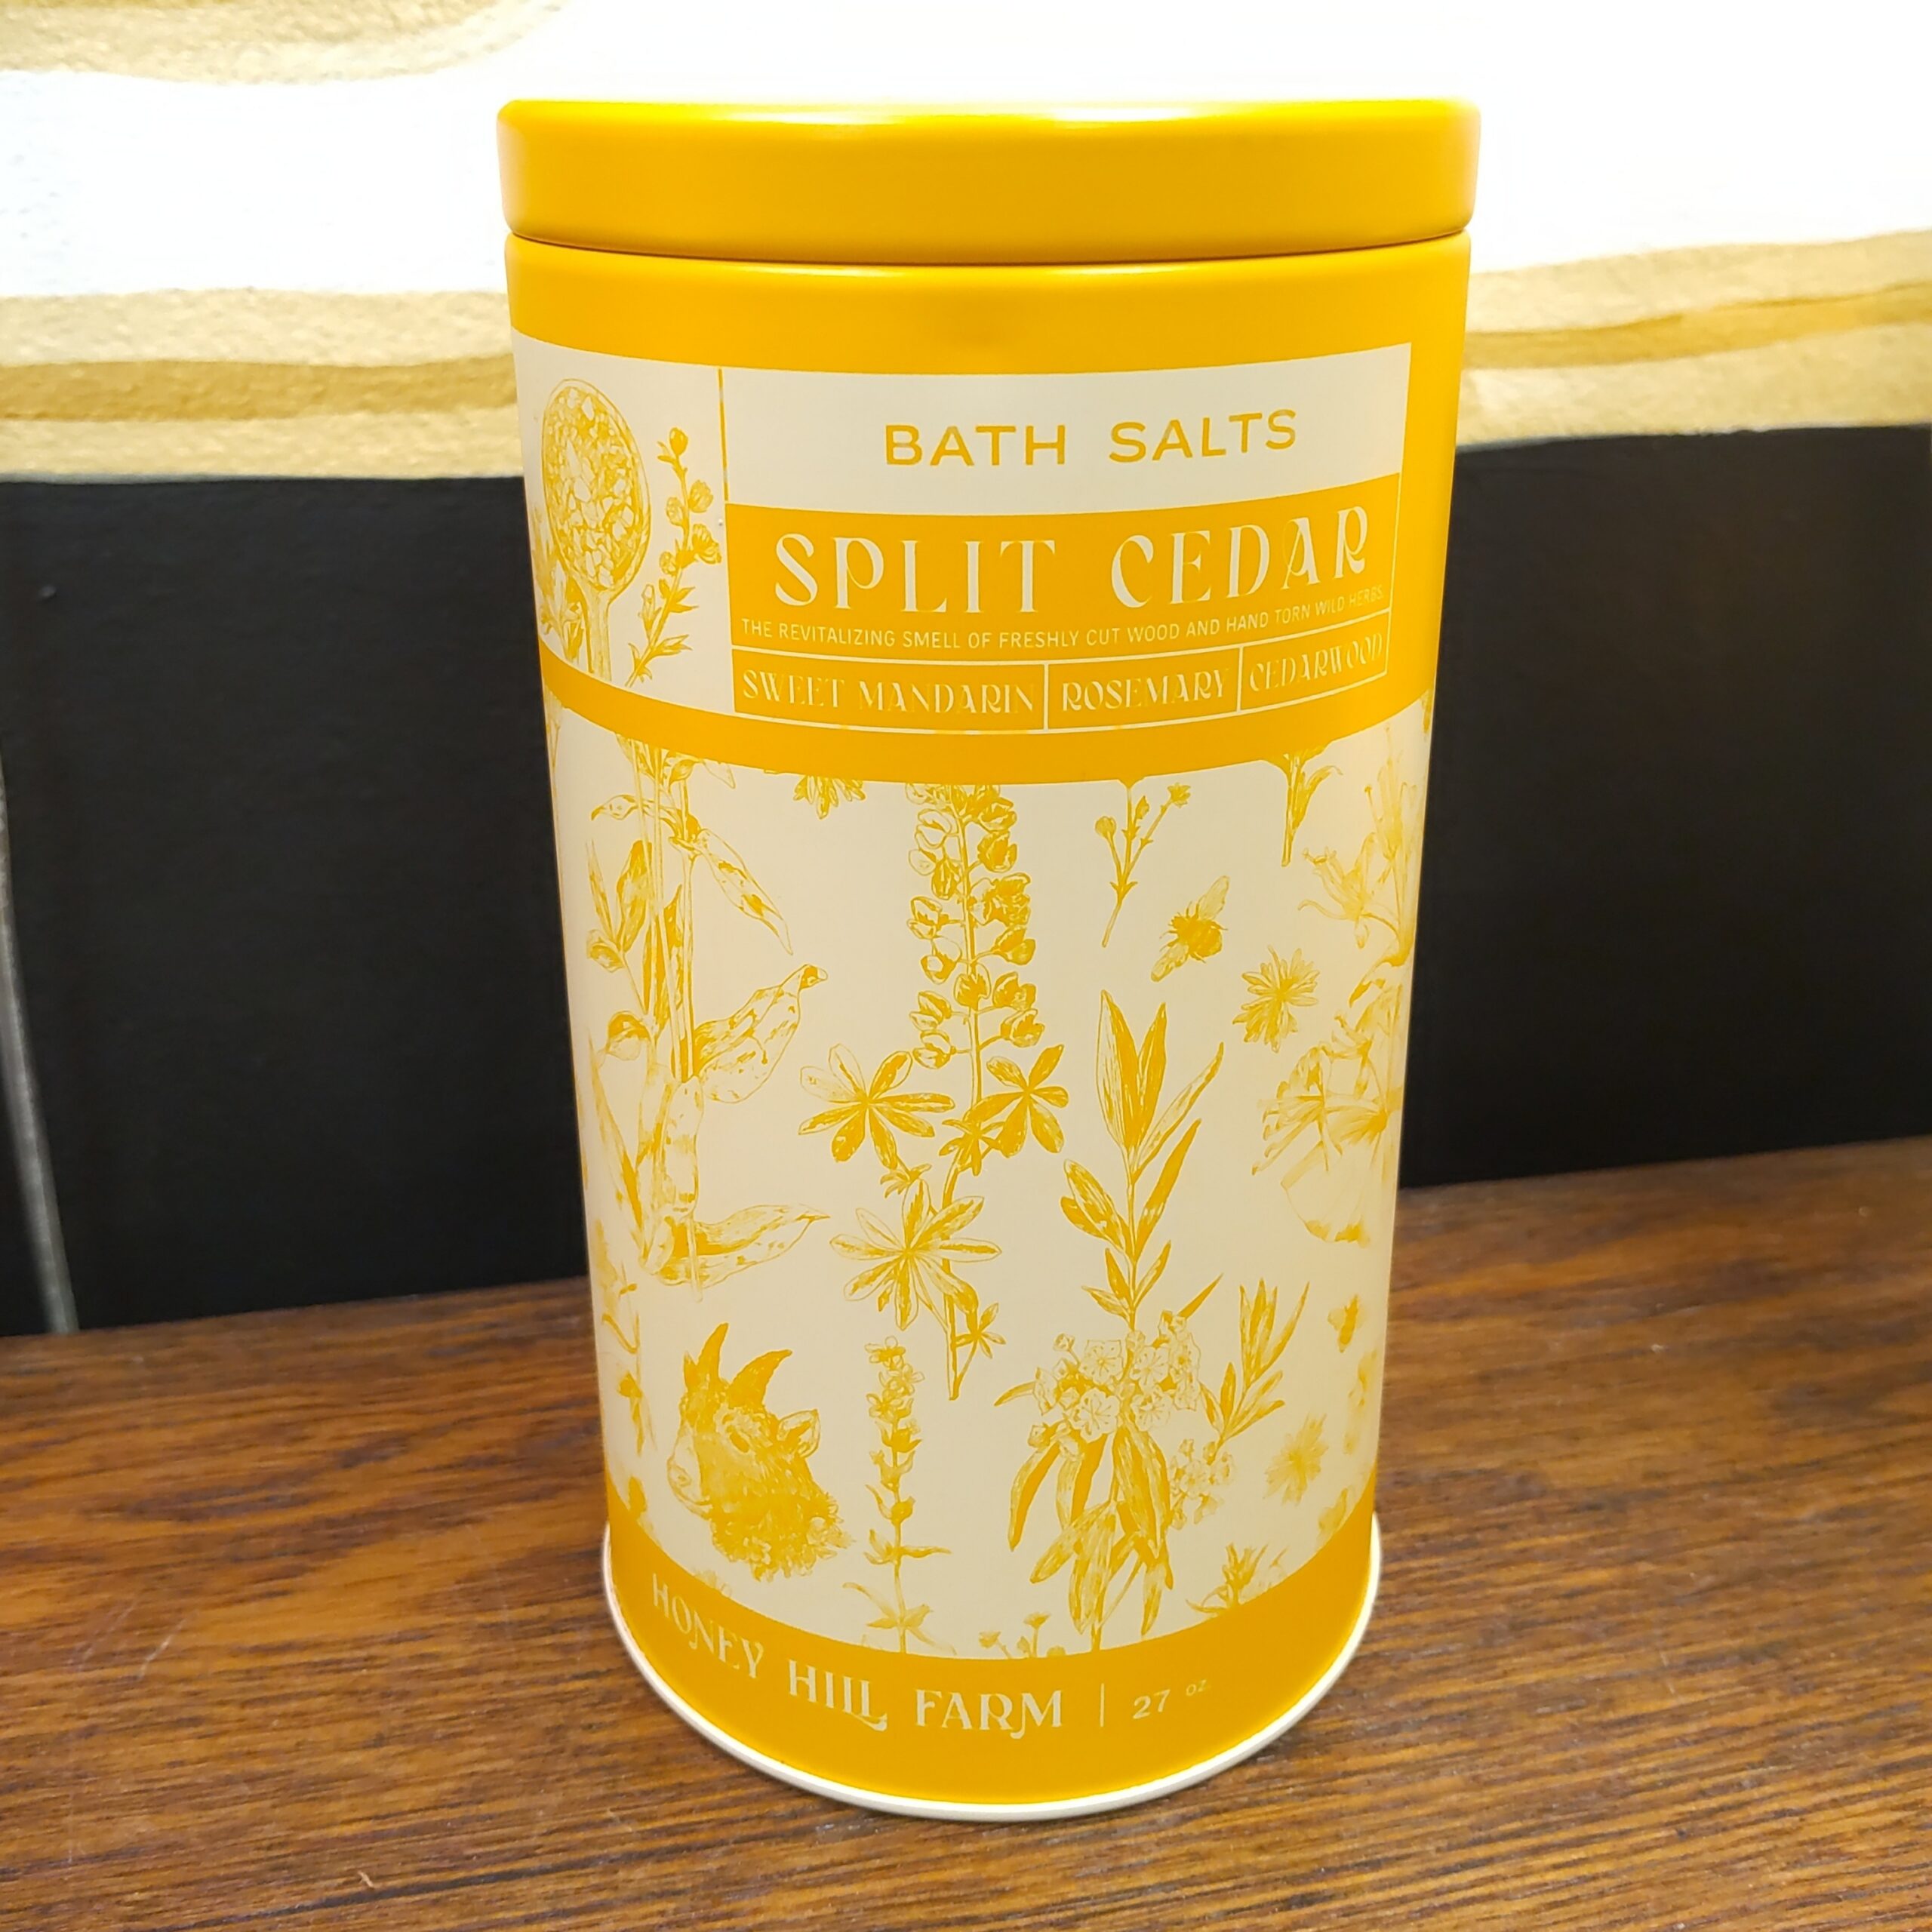 BATH SALTS
SPLIT CEDAR
THE REVITALIZING SMELL OF FRESHLY CUT WOOD AND HAND TORN WILD HERBS.
SWEET MANDARIN ROSEMARY CEDARWOOD
HONEY HILL FARM | 27 oz.